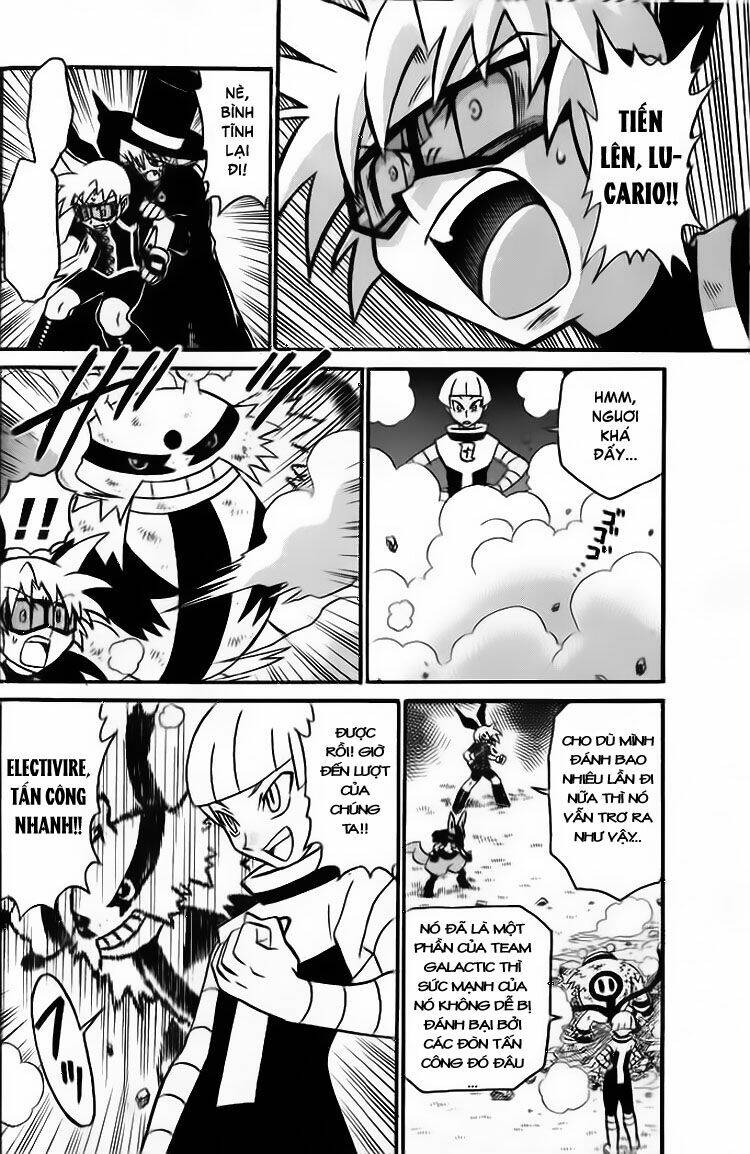 TIẾN
LÊN, LU-
CARIO!!
NÈ,
BÌNH
TĨNH
LẠI
ĐI!
HMM,
NGƯƠI
KHÁ
ĐẤY...
ゴゴゴ...
!!
CHO DÙ MÌNH
ĐÁNH BAO
NHIÊU LẦN ĐI
NỮA THÌ NÓ
VẪN TRƠ RA
NHƯ VẬY..
NÓ ĐÃ LÀ MỘT
PHẦN CỦA TEAM
GALACTIC THÌ
SỨC MẠNH CỦA
NÓ KHÔNG DỄ BỊ
ĐÁNH BẠI BỞI
CÁC ĐÒN TẤN
CÔNG ĐÓ ĐÂU
...
ĐƯỢC
RỒI! GIỜ
ĐẾN LƯỢT
CỦA
CHÚNG
TA!!
ELECTIVIRE,
TẤN CÔNG
NHANH!!